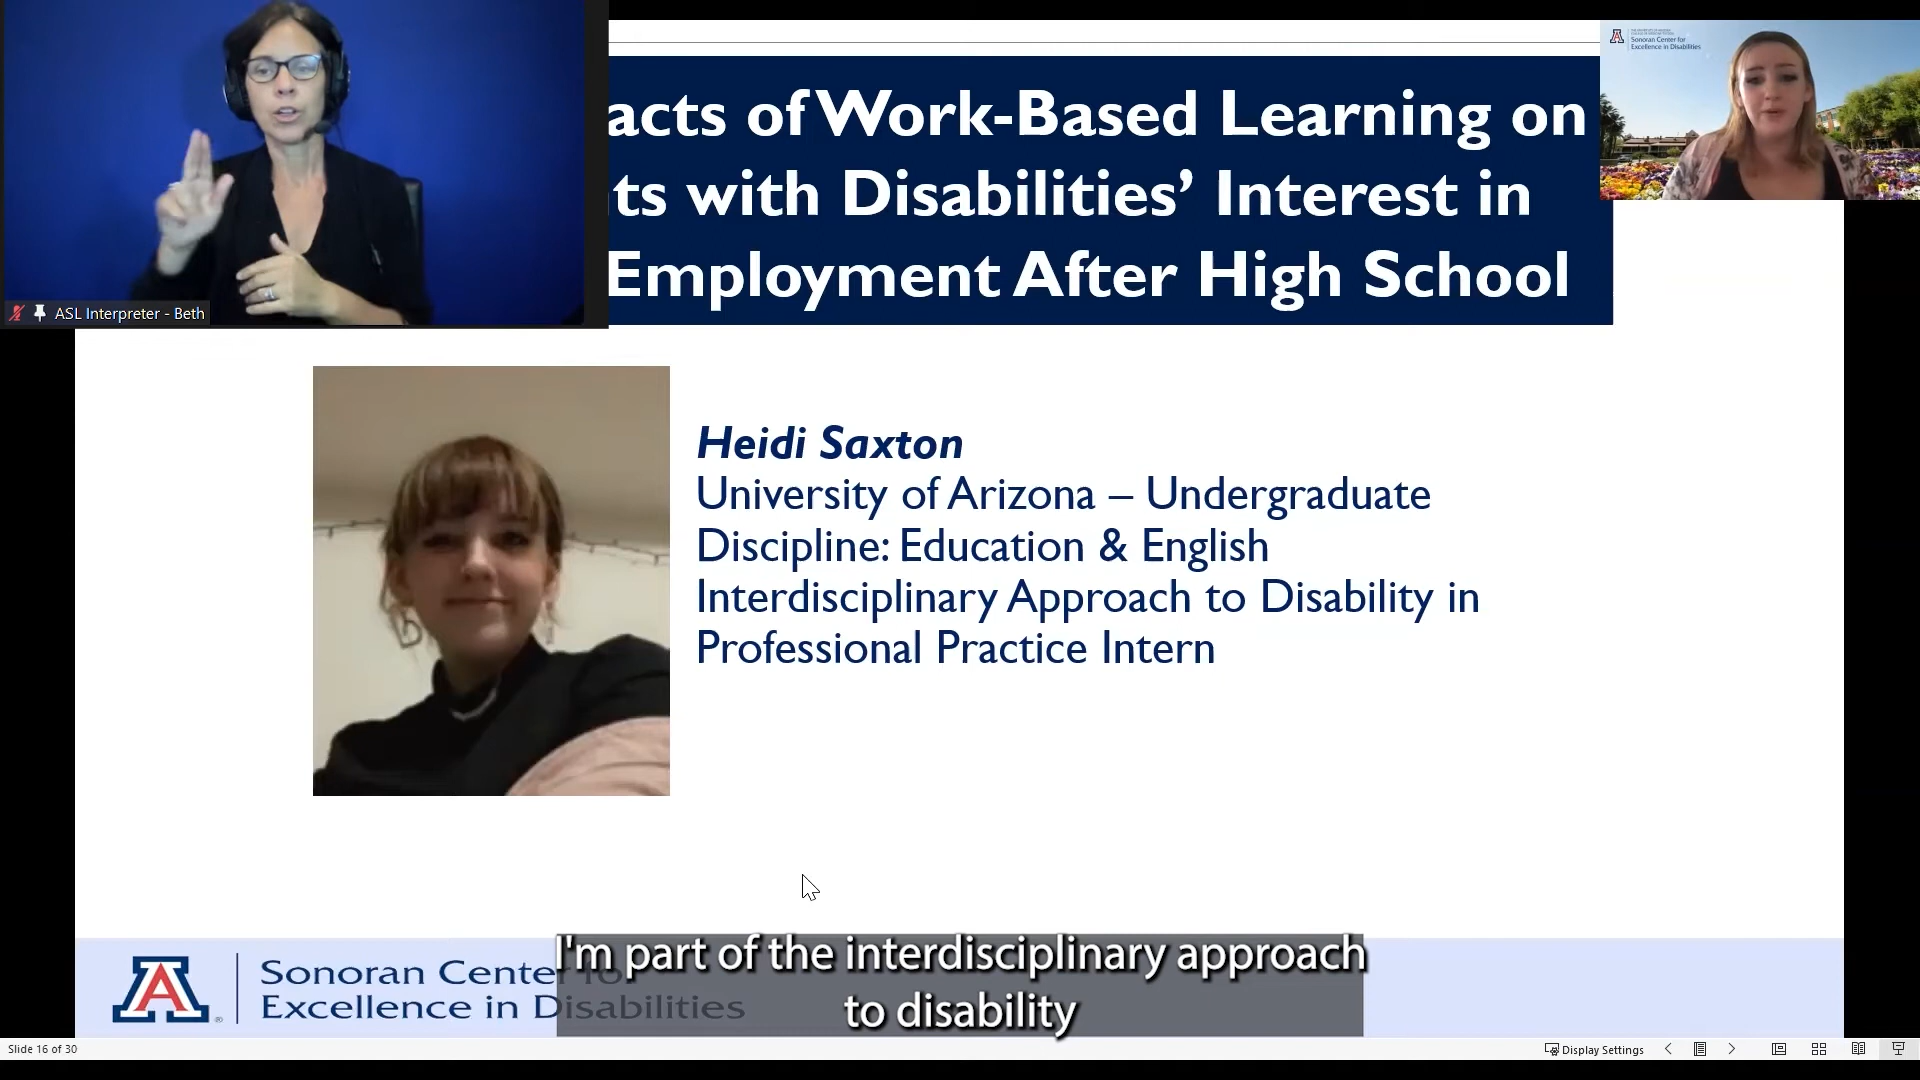 acts of Work-Based Learning on
ts with Disabilities’ Interest in
Employment After High School
ASL Interpreter - Beth
Sonoran Center for
Excellence in Disabilities
Heidi Saxton
University of Arizona – Undergraduate
Discipline: Education & English
Interdisciplinary Approach to Disability in
Professional Practice Intern
I'm part of the interdisciplinary approach
to disability
A
Sonoran Center for
Excellence in Disabilities
Slide 16 of 30
Display Settings